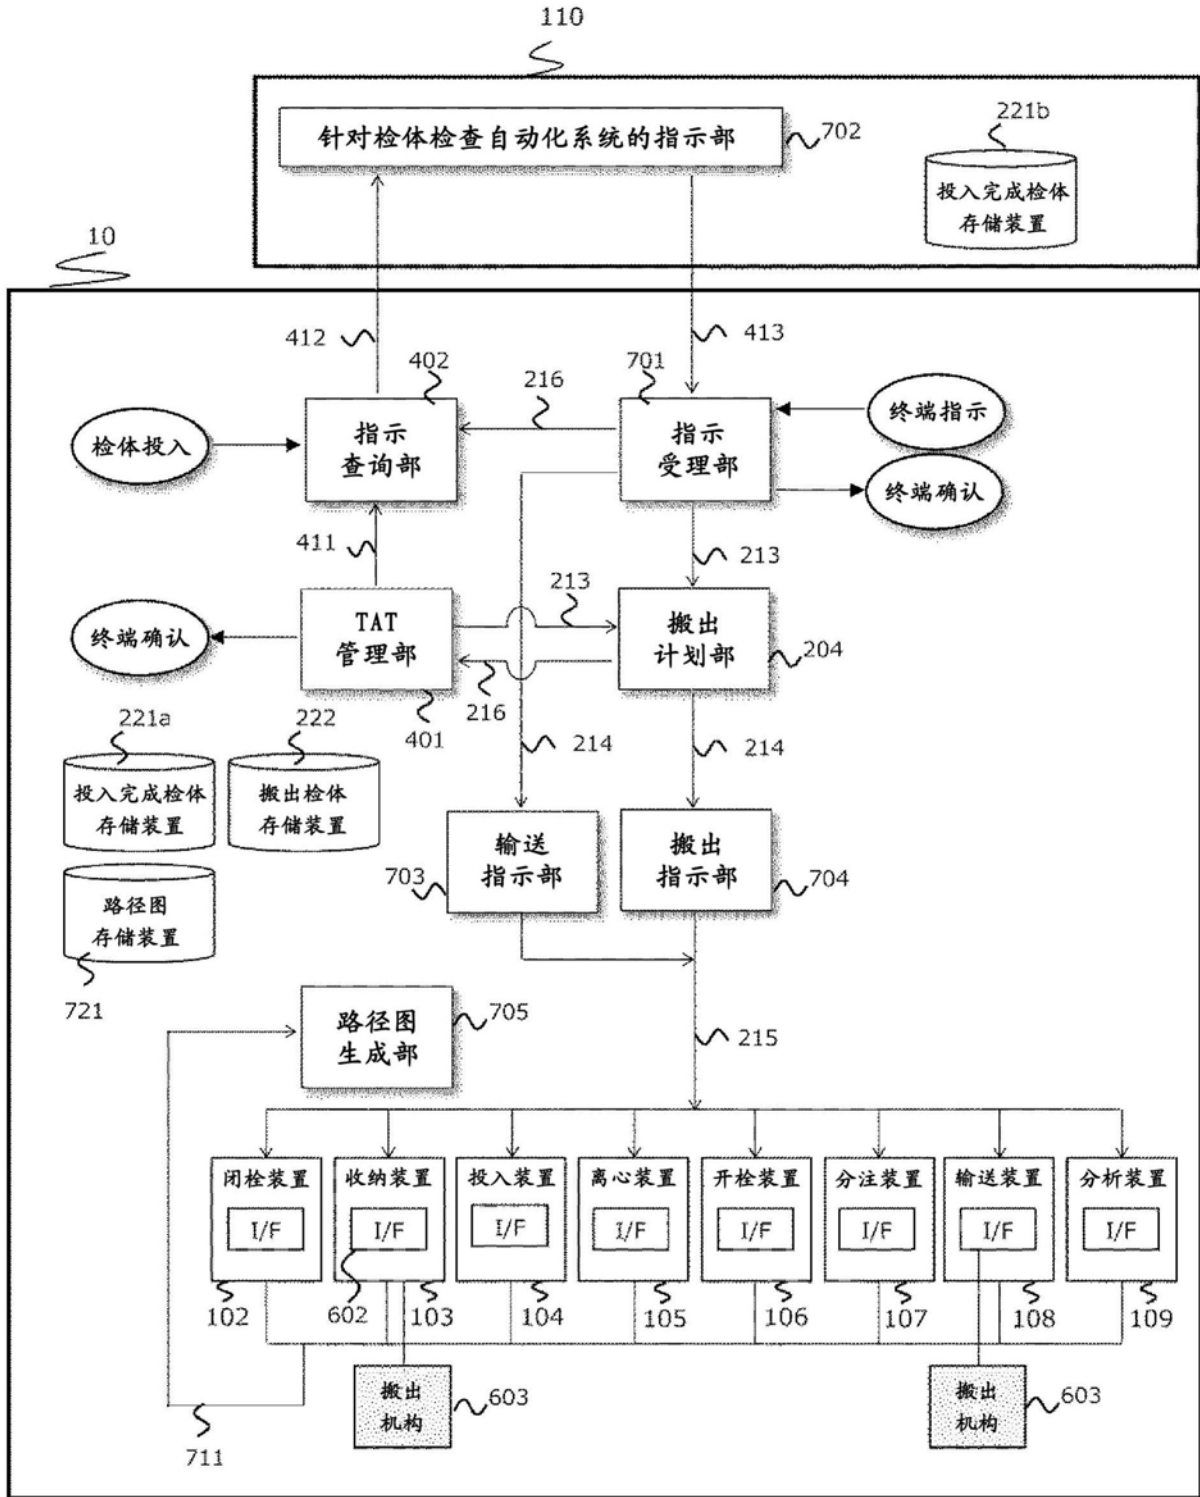 110
针对检体检查自动化系统的指示部
702
221b
投入完成检体
存储装置
10
412
413
402
216
701
检体投入
指示
查询部
指示
受理部
终端指示
终端确认
411
213
213
终端确认
TAT
管理部
搬出
计划部
204
216
401
221a
222
214
214
投入完成检体
存储装置
搬出检体
存储装置
703
输送
指示部
搬出
指示部
704
路径图
存储装置
721
路径图
生成部
705
215
闭栓装置
收纳装置
投入装置
离心装置
开栓装置
分注装置
输送装置
分析装置
I/F
I/F
I/F
I/F
I/F
I/F
I/F
I/F
102
602
103
104
105
106
107
108
109
搬出
机构
603
搬出
机构
603
711